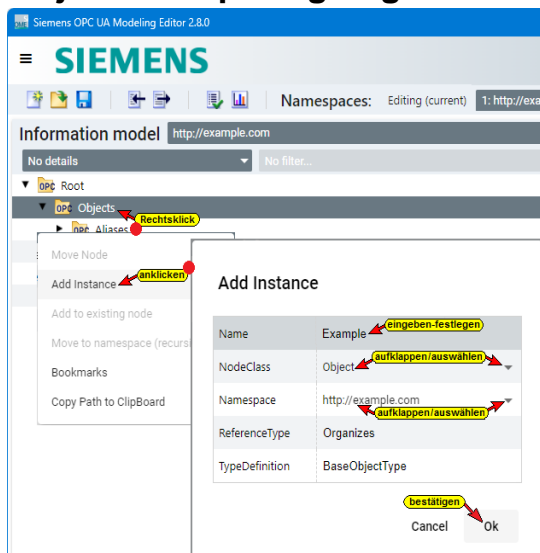 Siemens OPC UA Modeling Editor 2.8.0
SIEMENS
Namespaces: Editing (current) 1: http://exa
Information model http://example.com
No details No filter...
OPC Root
OPC Objects
Rechtsklick
OPC Aliases
Move Node
Add Instance anklicken
Add to existing node
Move to namespace (recursi
Bookmarks
Copy Path to ClipBoard
Add Instance
Name Example eingeben-festlegen
NodeClass Object aufklappen/auswählen
Namespace http://example.com
aufklappen/auswählen
ReferenceType Organizes
TypeDefinition BaseObjectType
bestätigen
Cancel Ok